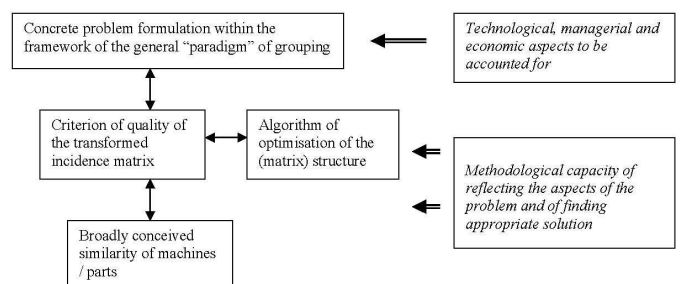 Concrete problem formulation within the
framework of the general “paradigm” of grouping
Technological, managerial and
economic aspects to be
accounted for
Criterion of quality of
the transformed
incidence matrix
Algorithm of
optimisation of the
(matrix) structure
Methodological capacity of
reflecting the aspects of the
problem and of finding
appropriate solution
Broadly conceived
similarity of machines
/ parts